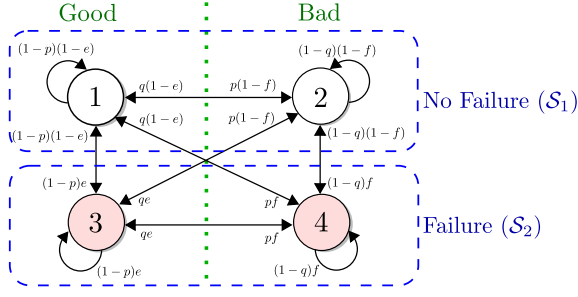 Good Bad
(1−p)(1−e) (1−q)(1−f)
1 q(1−e) p(1−f) 2 No Failure (𝒮₁)
q(1−e) p(1−f)
(1−p)(1−e) (1−q)(1−f)
(1−p)e (1−q)f
qe pf
3 4 Failure (𝒮₂)
qe pf
(1−p)e (1−q)f